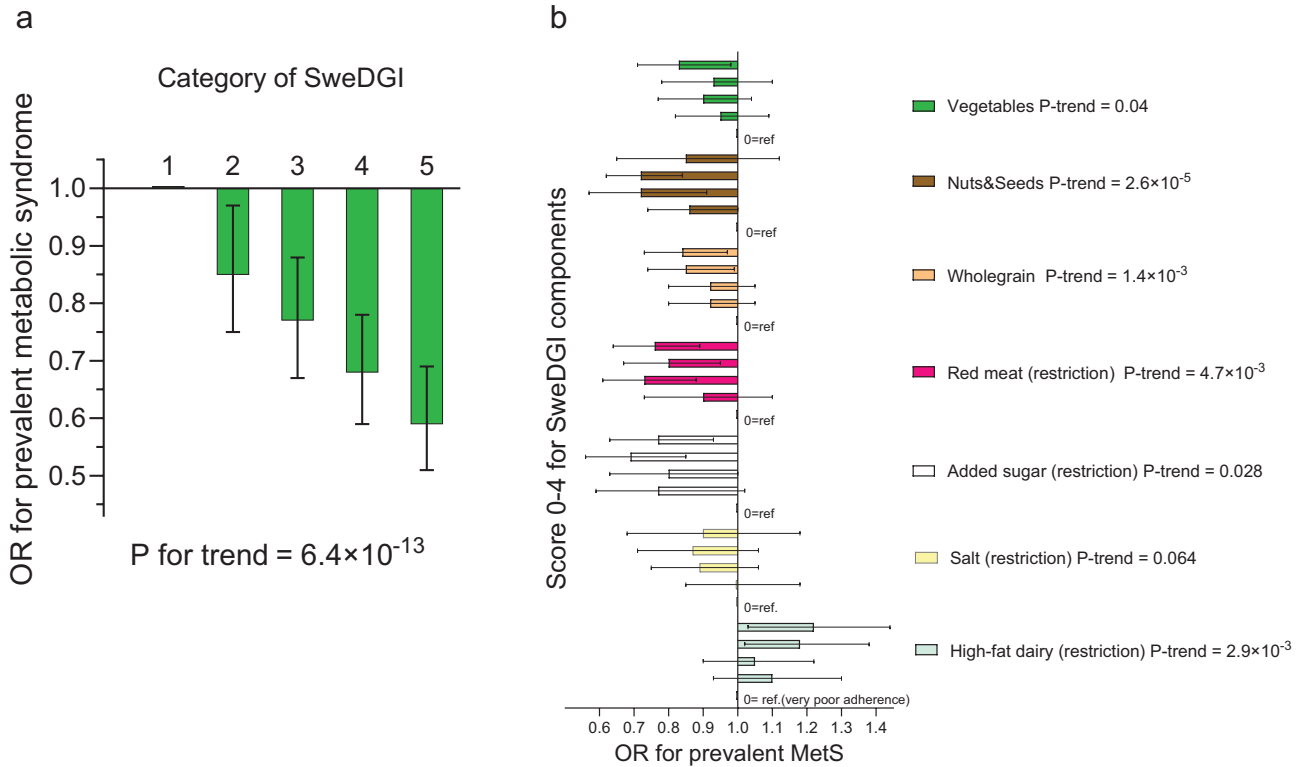 a
Category of SweDGI
OR for prevalent metabolic syndrome
1 2 3 4 5
1.0
0.9
0.8
0.7
0.6
0.5
P for trend = 6.4×10⁻¹³
b
Score 0-4 for SweDGI components
0=ref
0=ref
0=ref
0=ref
0=ref
0=ref.
0= ref.(very poor adherence)
0.6 0.7 0.8 0.9 1.0 1.1 1.2 1.3 1.4
OR for prevalent MetS
Vegetables P-trend = 0.04
Nuts&Seeds P-trend = 2.6×10⁻⁵
Wholegrain P-trend = 1.4×10⁻³
Red meat (restriction) P-trend = 4.7×10⁻³
Added sugar (restriction) P-trend = 0.028
Salt (restriction) P-trend = 0.064
High-fat dairy (restriction) P-trend = 2.9×10⁻³